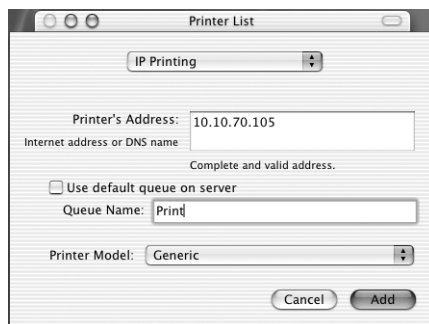 Printer List
IP Printing
Printer's Address: 10.10.70.105
Internet address or DNS name
Complete and valid address.
Use default queue on server
Queue Name: Print
Printer Model: Generic
Cancel Add